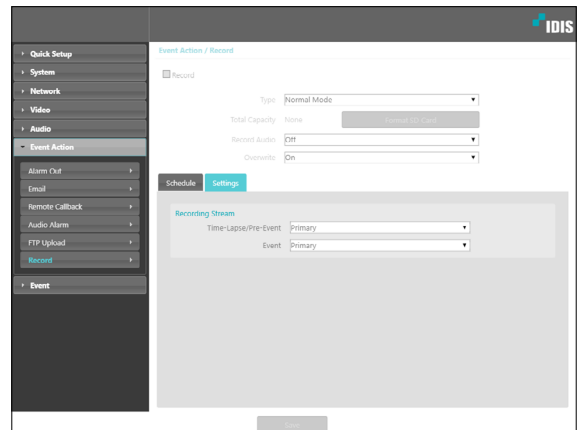 IDIS
Quick Setup
System
Network
Video
Audio
Event Action
Alarm Out
Email
Remote Callback
Audio Alarm
FTP Upload
Record
Event
Event Action / Record
Record
Type Normal Mode
Total Capacity None Format SD Card
Record Audio Off
Overwrite On
Schedule Settings
Recording Stream
Time-Lapse/Pre-Event Primary
Event Primary
Save